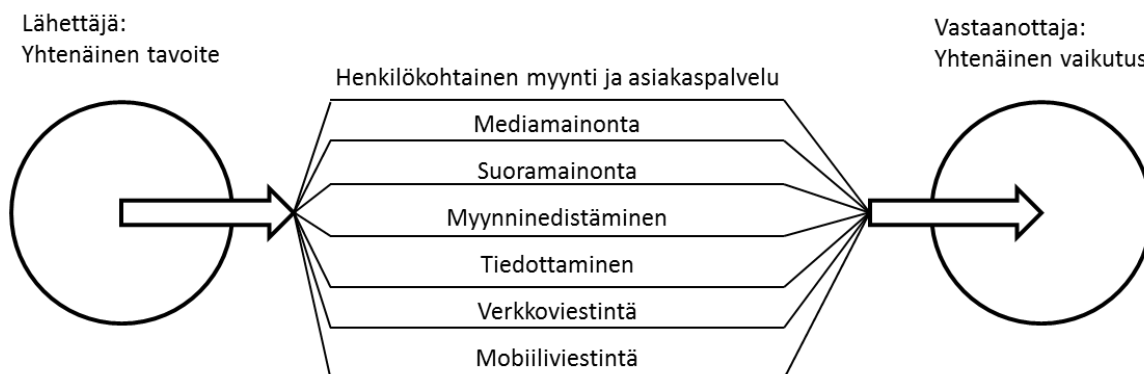 Lähettäjä:
Yhtenäinen tavoite
Vastaanottaja:
Yhtenäinen vaikutus
Henkilökohtainen myynti ja asiakaspalvelu
Mediamainonta
Suoramainonta
Myynninedistäminen
Tiedottaminen
Verkkoviestintä
Mobiiliviestintä